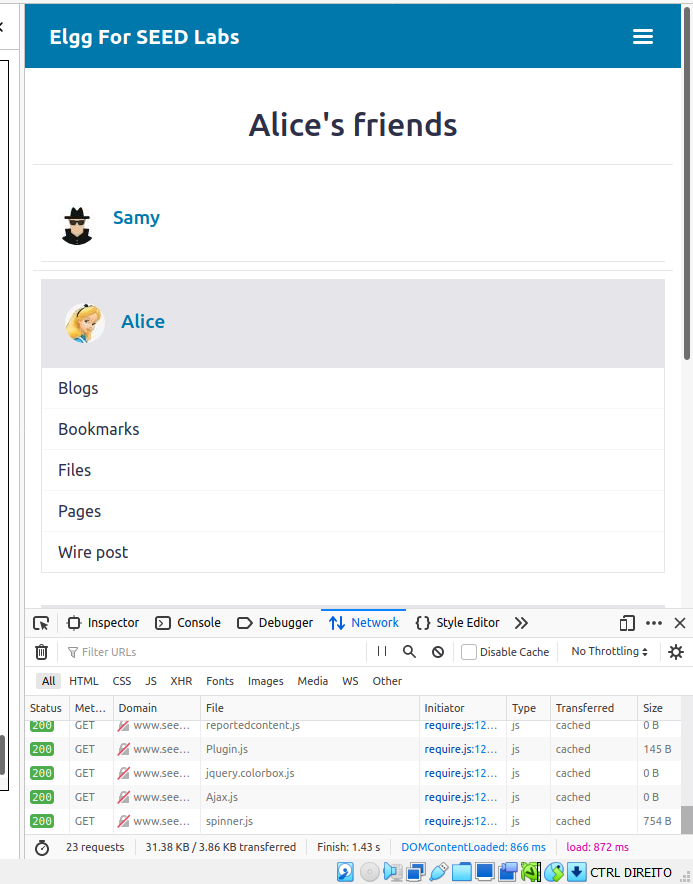 Elgg For SEED Labs
Alice's friends
Samy
Alice
Blogs
Bookmarks
Files
Pages
Wire post
Inspector Console Debugger Network Style Editor
Filter URLs Disable Cache No Throttling
All HTML CSS JS XHR Fonts Images Media WS Other
Status Met... Domain File Initiator Type Transferred Size
200 GET www.see... reportedcontent.js require.js:12... js cached 0 B
200 GET www.see... Plugin.js require.js:12... js cached 145 B
200 GET www.see... jquery.colorbox.js require.js:12... js cached 0 B
200 GET www.see... Ajax.js require.js:12... js cached 0 B
200 GET www.see... spinner.js require.js:12... js cached 754 B
23 requests 31.38 KB / 3.86 KB transferred Finish: 1.43 s DOMContentLoaded: 866 ms load: 872 ms
CTRL DIREITO